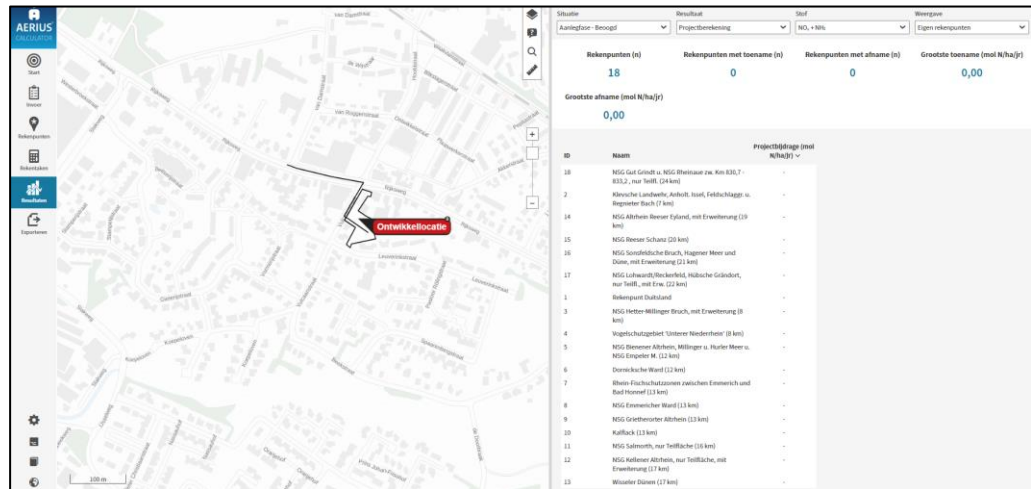 AERIUS
CALCULATOR
Start
Invoer
Rekenpunten
Rekentaken
Resultaten
Exporteren
van Ruggenstraat
Rijksweg
Rijksweg
Rijksweg
Ontwikkellocatie
Leuvensestraat
Leuvensestraat
Koepellaan
100 m
Situatie
Resultaat
Stof
Weergave
Aanlegfase - Beoogd
Projectberekening
NOₓ + NH₃
Eigen rekenpunten
Rekenpunten (n)
Rekenpunten met toename (n)
Rekenpunten met afname (n)
Grootste toename (mol N/ha/jr)
18
0
0
0,00
Grootste afname (mol N/ha/jr)
0,00
Projectbijdrage (mol
ID
Naam
N/ha/jr)
18
NSG Gut Grindt u. NSG Rheinaue zw. Km 830,7 -
833,2 , nur Teilfl. (24 km)
-
2
Klevsche Landwehr, Anholt. Issel, Feldschlaggr. u.
Regnieter Bach (7 km)
-
14
NSG Altrhein Reeser Eyland, mit Erweiterung (19
km)
-
15
NSG Reeser Schanz (20 km)
-
16
NSG Sonsfeldsche Bruch, Hagener Meer und
Düne, mit Erweiterung (21 km)
-
17
NSG Lohwardt/Reckerfeld, Hübsche Grändort,
nur Teilfl., mit Erw. (22 km)
-
1
Rekenpunt Duitsland
-
3
NSG Hetter-Millinger Bruch, mit Erweiterung (8
km)
-
4
Vogelschutzgebiet 'Unterer Niederrhein' (8 km)
-
5
NSG Bienener Altrhein, Millinger u. Hurler Meer u.
NSG Empeler M. (12 km)
-
6
Dornicksche Ward (12 km)
-
7
Rhein-Fischschutzzonen zwischen Emmerich und
Bad Honnef (13 km)
-
8
NSG Emmericher Ward (13 km)
-
9
NSG Grietherorter Altrhein (13 km)
-
10
Kalflack (13 km)
-
11
NSG Salmorth, nur Teilfläche (16 km)
-
12
NSG Kellener Altrhein, nur Teilfläche, mit
Erweiterung (17 km)
-
13
Wisseler Dünen (17 km)
-